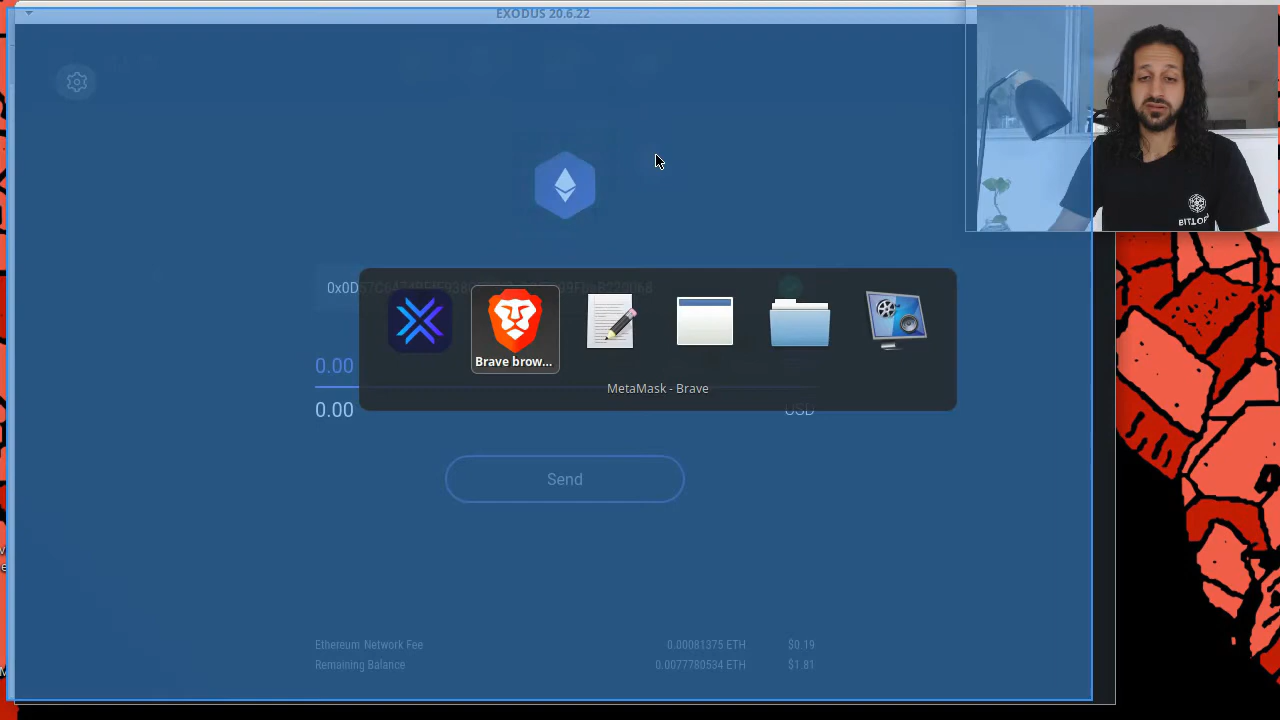 EXODUS 20.6.22
0.00
0.00
USD
Brave brow...
MetaMask - Brave
Send
Ethereum Network Fee 0.00081375 ETH $0.19
Remaining Balance 0.0077780534 ETH $1.81